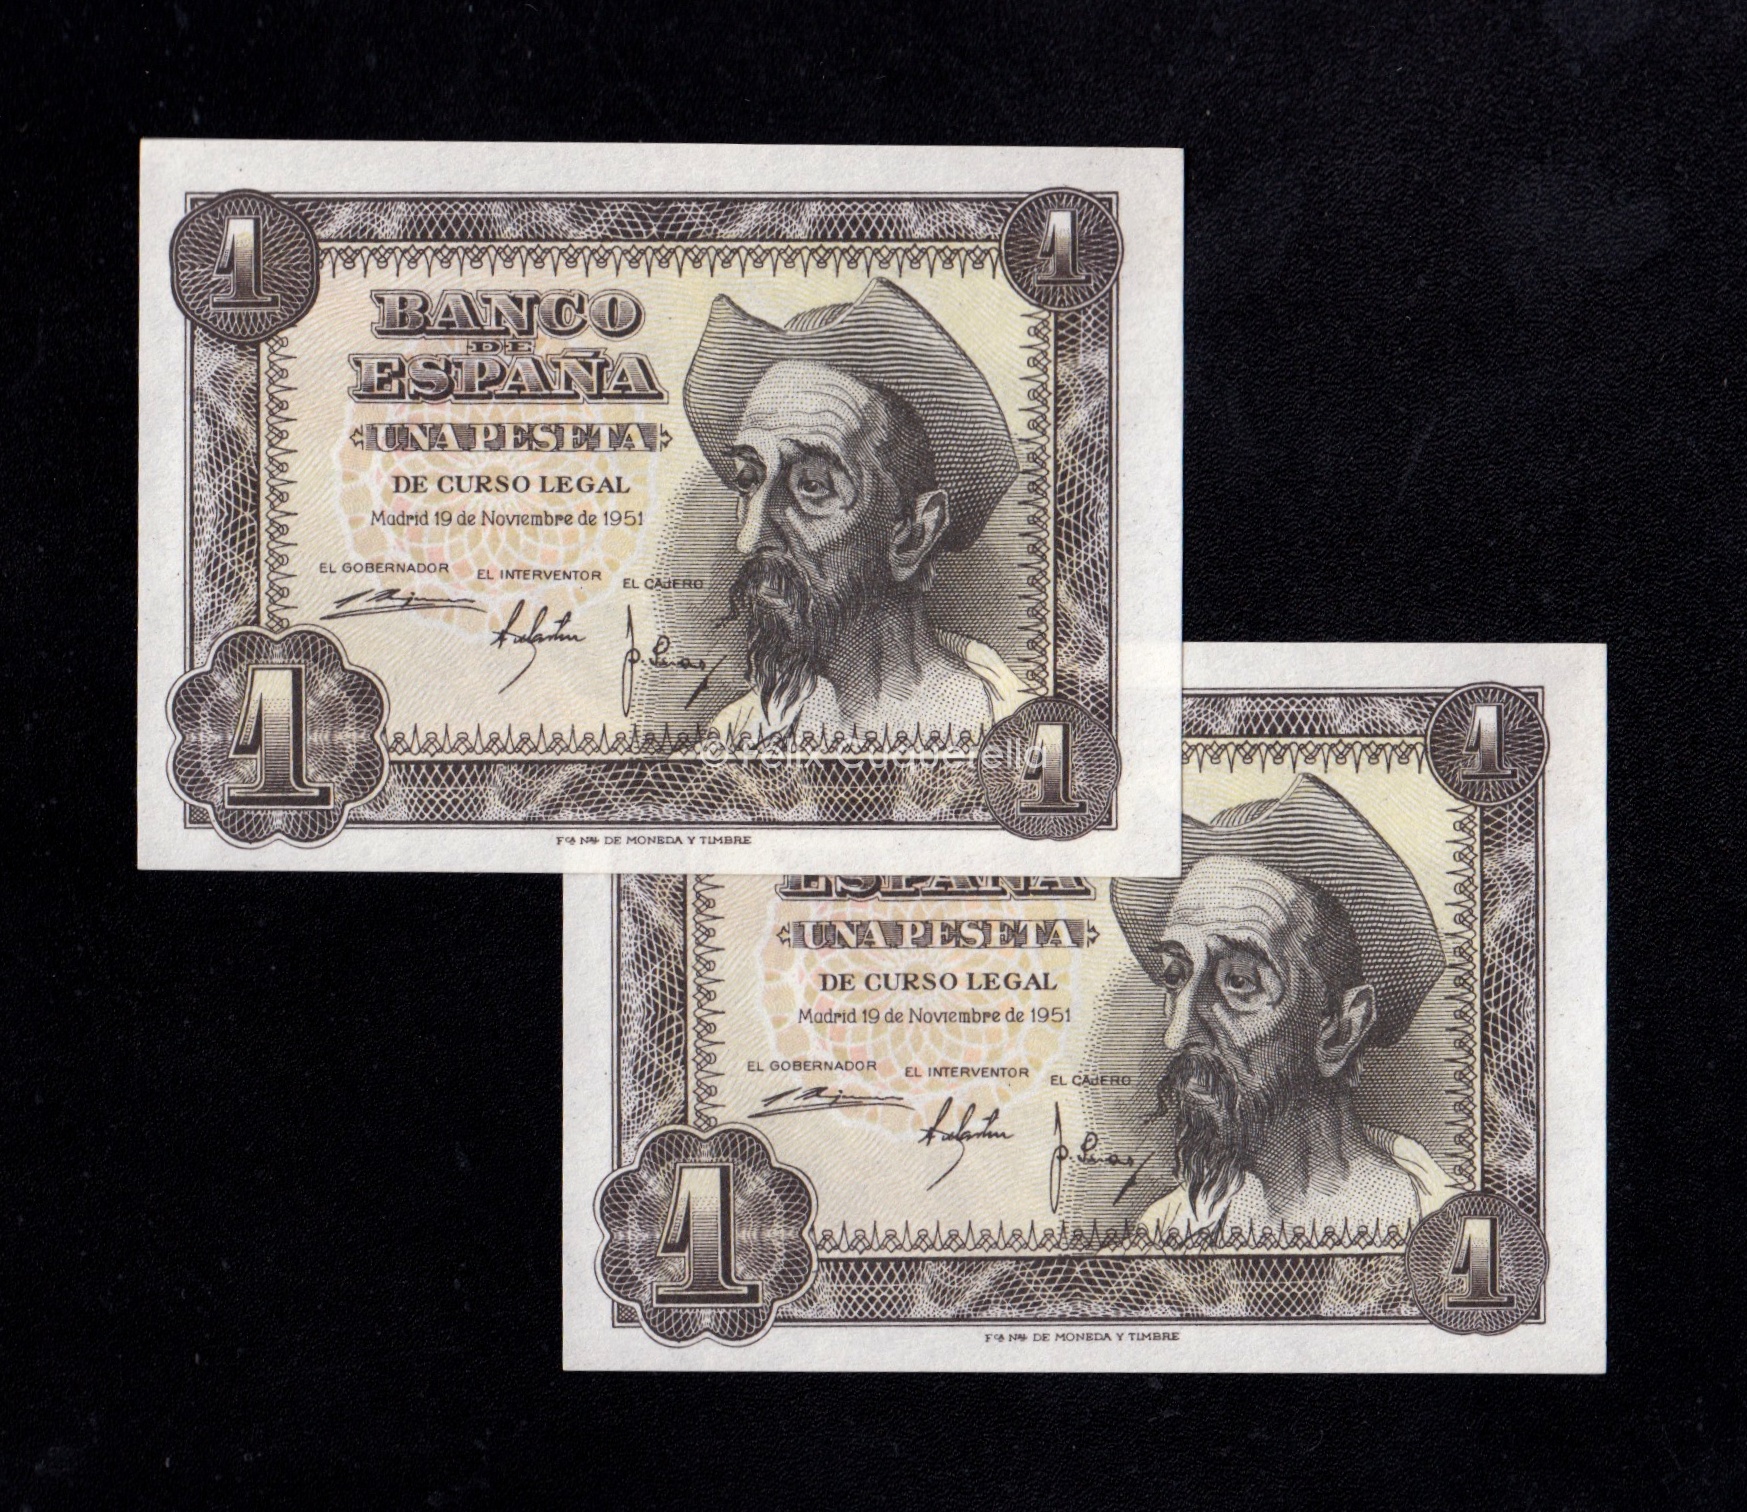 1
1
BANCO
DE
ESPAÑA
UNA PESETA
DE CURSO LEGAL
Madrid 19 de Noviembre de 1951
EL GOBERNADOR EL INTERVENTOR EL CAJERO
1
1
Fca Nal DE MONEDA Y TIMBRE
1
ESPAÑA
UNA PESETA
DE CURSO LEGAL
Madrid 19 de Noviembre de 1951
EL GOBERNADOR EL INTERVENTOR EL CAJERO
1
1
Fca Nal DE MONEDA Y TIMBRE